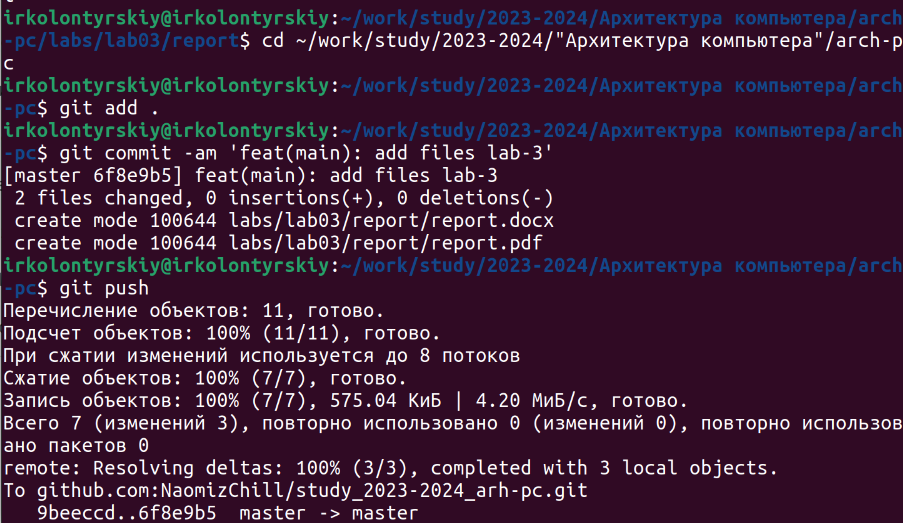 irkolontyrskiy@irkolontyrskiy:~/work/study/2023-2024/Архитектура компьютера/arch
-pc/labs/lab03/report$ cd ~/work/study/2023-2024/"Архитектура компьютера"/arch-p
c
irkolontyrskiy@irkolontyrskiy:~/work/study/2023-2024/Архитектура компьютера/arch
-pc$ git add .
irkolontyrskiy@irkolontyrskiy:~/work/study/2023-2024/Архитектура компьютера/arch
-pc$ git commit -am 'feat(main): add files lab-3'
[master 6f8e9b5] feat(main): add files lab-3
 2 files changed, 0 insertions(+), 0 deletions(-)
 create mode 100644 labs/lab03/report/report.docx
 create mode 100644 labs/lab03/report/report.pdf
irkolontyrskiy@irkolontyrskiy:~/work/study/2023-2024/Архитектура компьютера/arch
-pc$ git push
Перечисление объектов: 11, готово.
Подсчет объектов: 100% (11/11), готово.
При сжатии изменений используется до 8 потоков
Сжатие объектов: 100% (7/7), готово.
Запись объектов: 100% (7/7), 575.04 КиБ | 4.20 МиБ/с, готово.
Всего 7 (изменений 3), повторно использовано 0 (изменений 0), повторно использов
ано пакетов 0
remote: Resolving deltas: 100% (3/3), completed with 3 local objects.
To github.com:NaomizChill/study_2023-2024_arh-pc.git
   9beeccd..6f8e9b5  master -> master